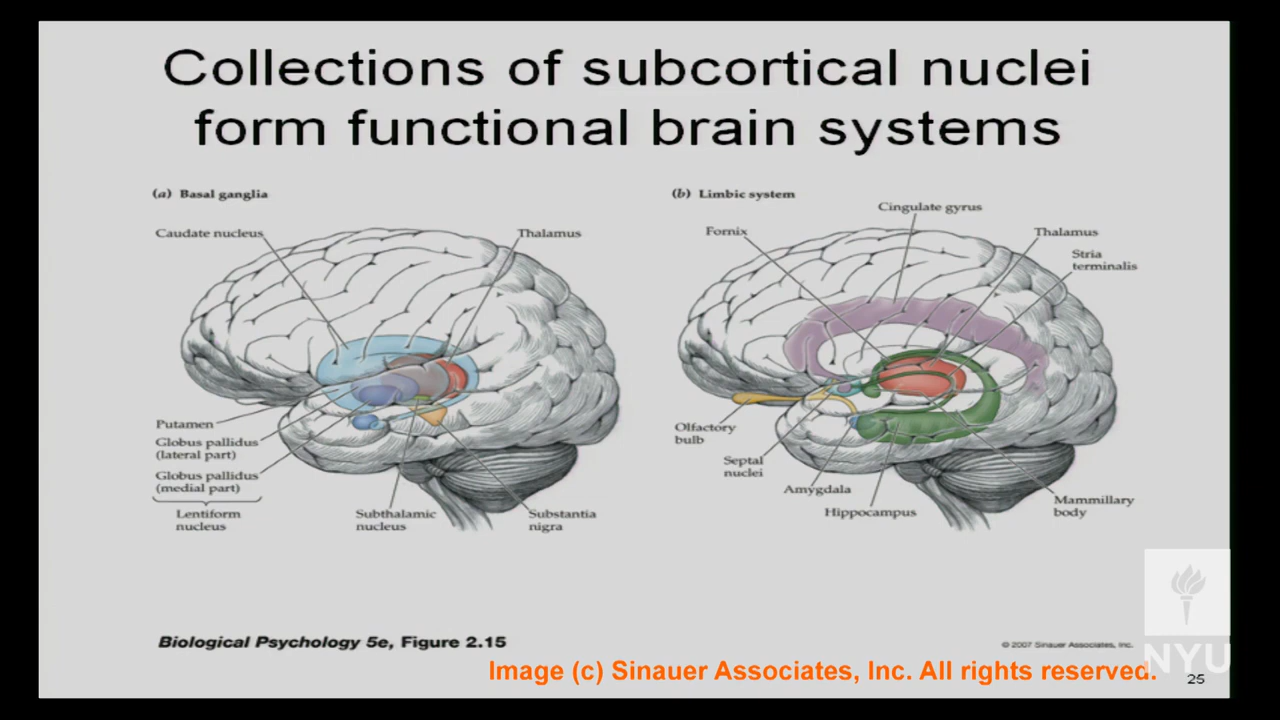 Collections of subcortical nuclei
form functional brain systems
(a) Basal ganglia
Caudate nucleus
Thalamus
Putamen
Globus pallidus
(lateral part)
Globus pallidus
(medial part)
Lentiform
nucleus
Subthalamic
nucleus
Substantia
nigra
(b) Limbic system
Cingulate gyrus
Fornix
Thalamus
Stria
terminalis
Olfactory
bulb
Septal
nuclei
Amygdala
Hippocampus
Mammillary
body
Biological Psychology 5e, Figure 2.15
© 2007 Sinauer Associates, Inc.
Image (c) Sinauer Associates, Inc. All rights reserved.
NYU
25